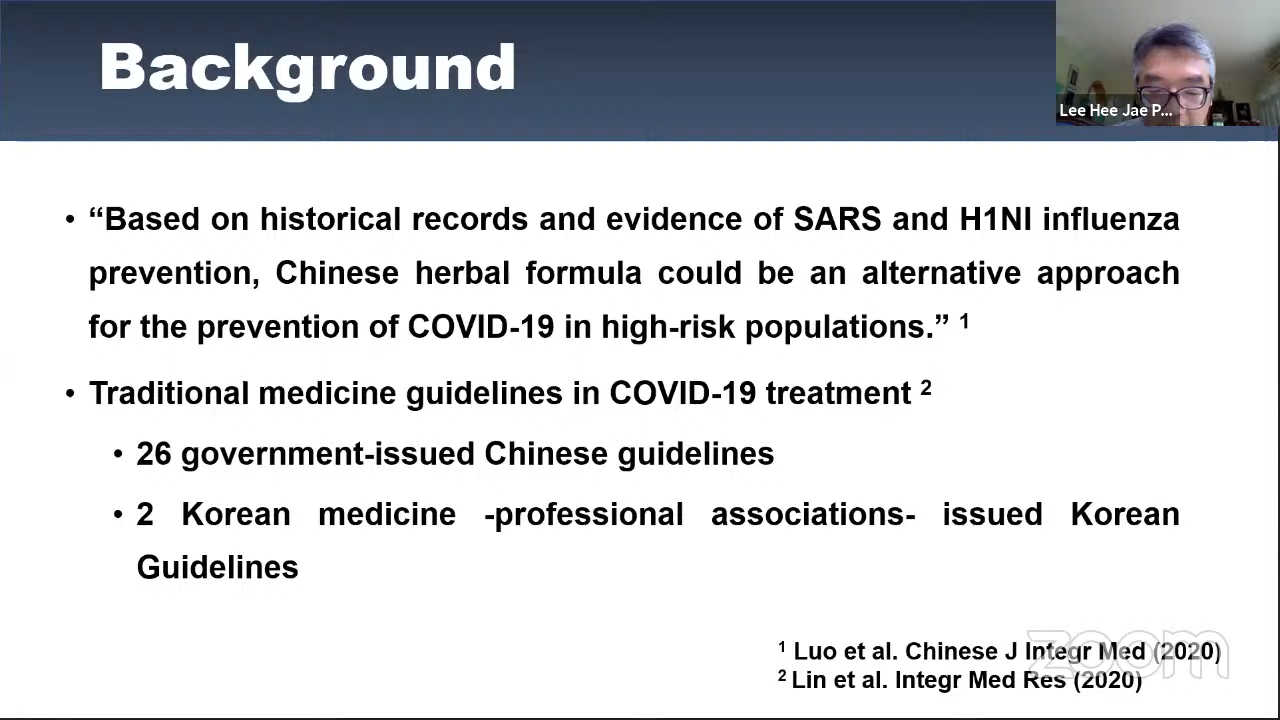 Background
Lee Hee Jae P...
• “Based on historical records and evidence of SARS and H1NI influenza
prevention, Chinese herbal formula could be an alternative approach
for the prevention of COVID-19 in high-risk populations.” 1
• Traditional medicine guidelines in COVID-19 treatment 2
• 26 government-issued Chinese guidelines
• 2 Korean medicine -professional associations- issued Korean
Guidelines
1 Luo et al. Chinese J Integr Med (2020)
2 Lin et al. Integr Med Res (2020)
zoom